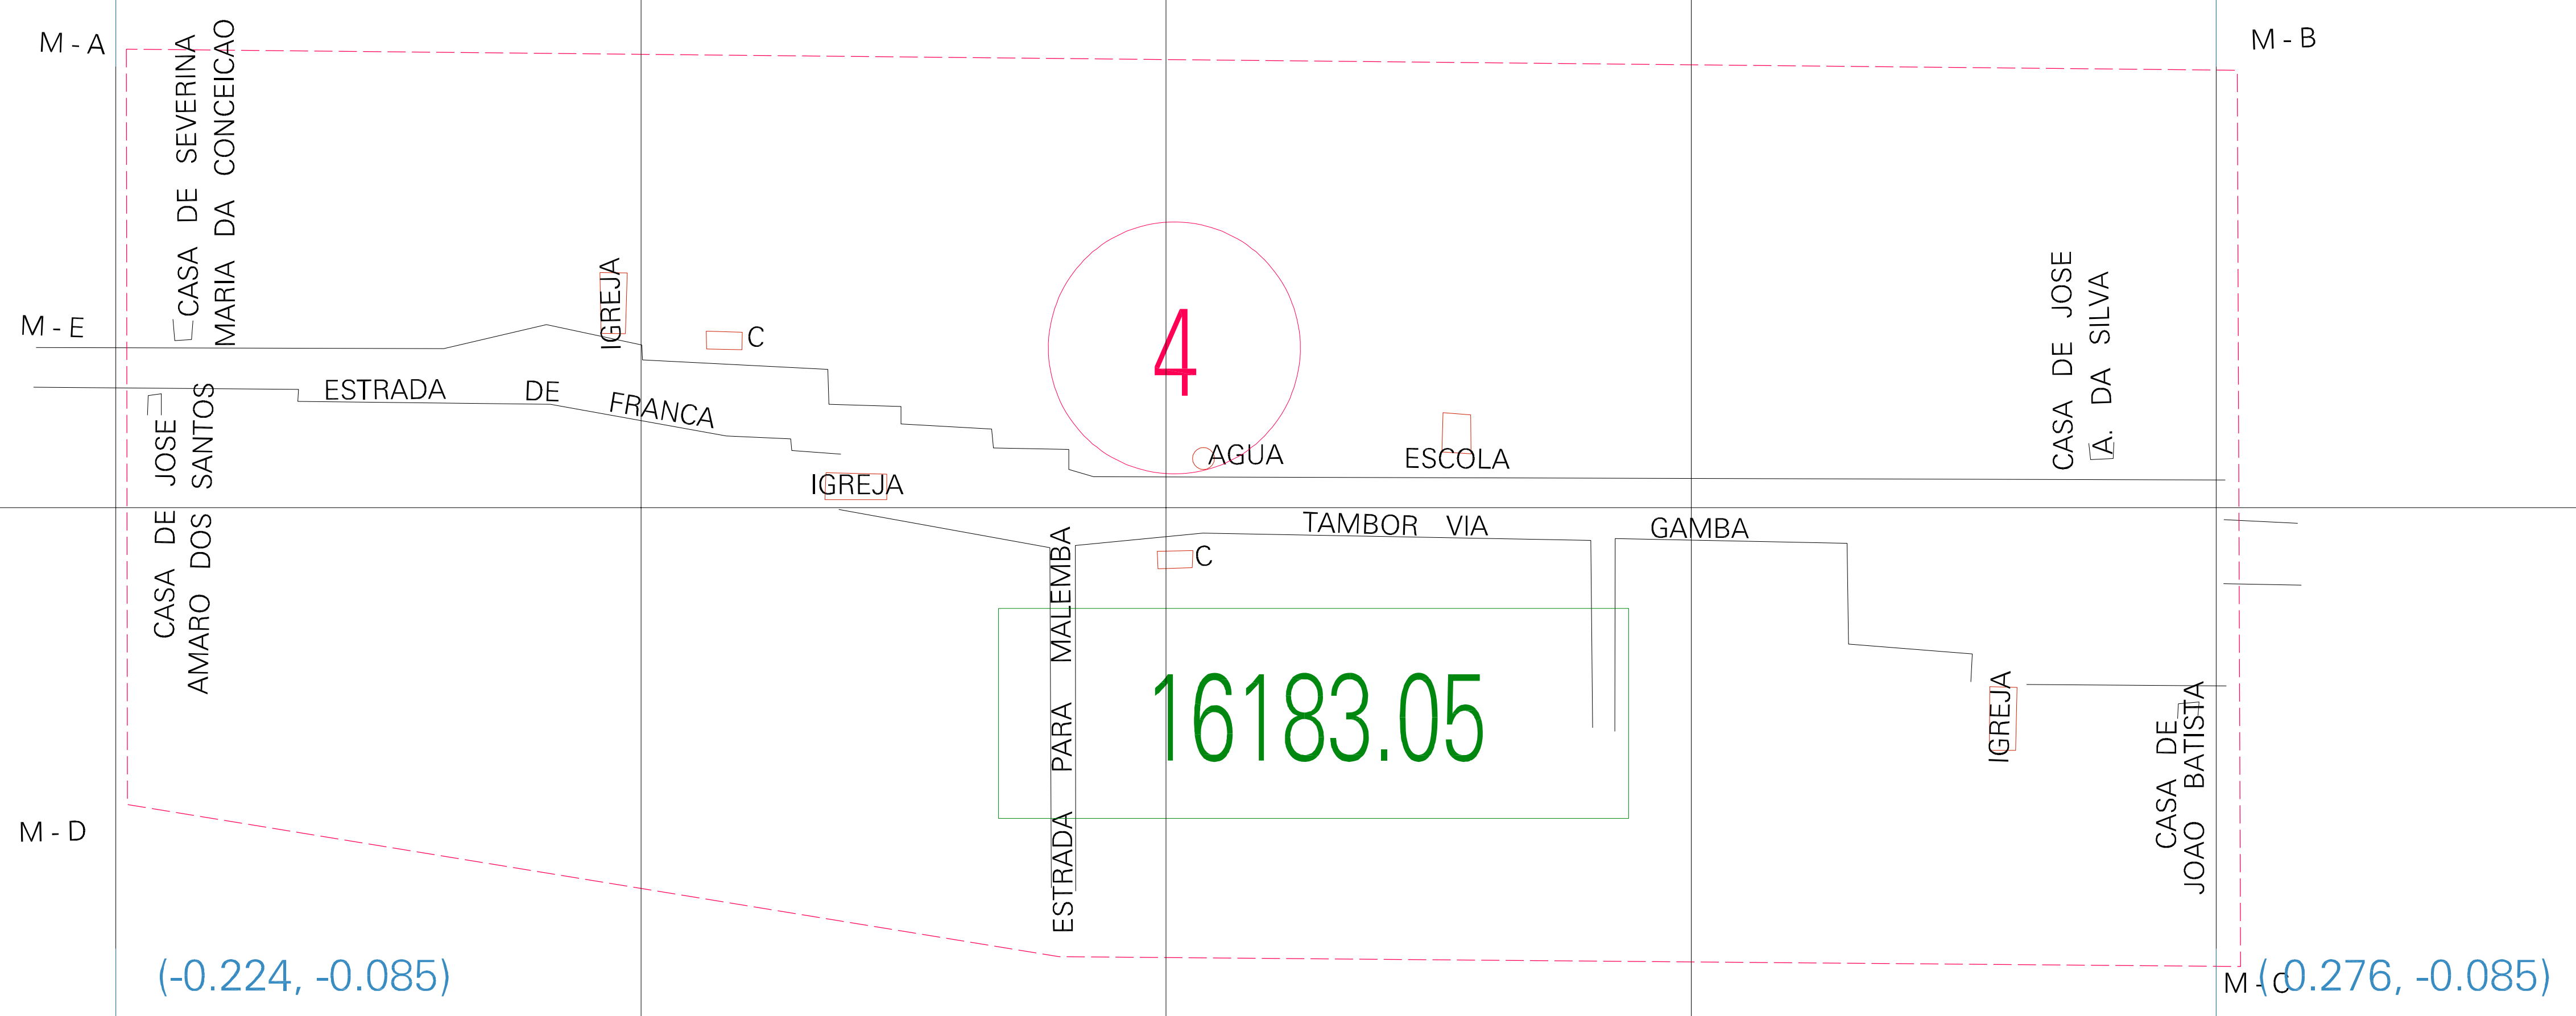 M - A
M - B
CASA DE SEVERINA
MARIA DA CONCEICAO
M - E
IGREJA
C
4
CASA DE JOSE
A. DA SILVA
ESTRADA DE FRANCA
AGUA
ESCOLA
CASA DE JOSE
AMARO DOS SANTOS
IGREJA
TAMBOR VIA GAMBA
C
ESTRADA PARA MALEMBA
16183.05
IGREJA
CASA DE
JOAO BATISTA
M - D
(-0.224, -0.085)
M - C
( 0.276, -0.085)